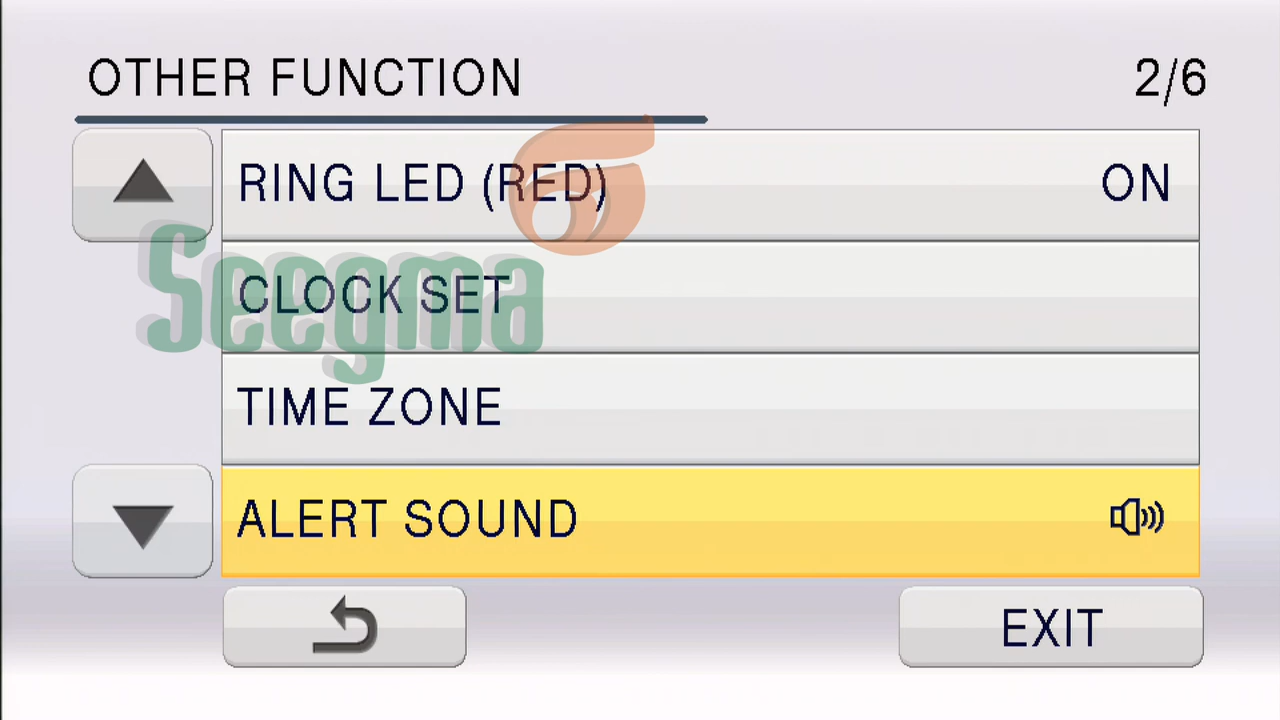 OTHER FUNCTION 2/6
RING LED (RED) ON
Seegma
CLOCK SET
TIME ZONE
ALERT SOUND
EXIT